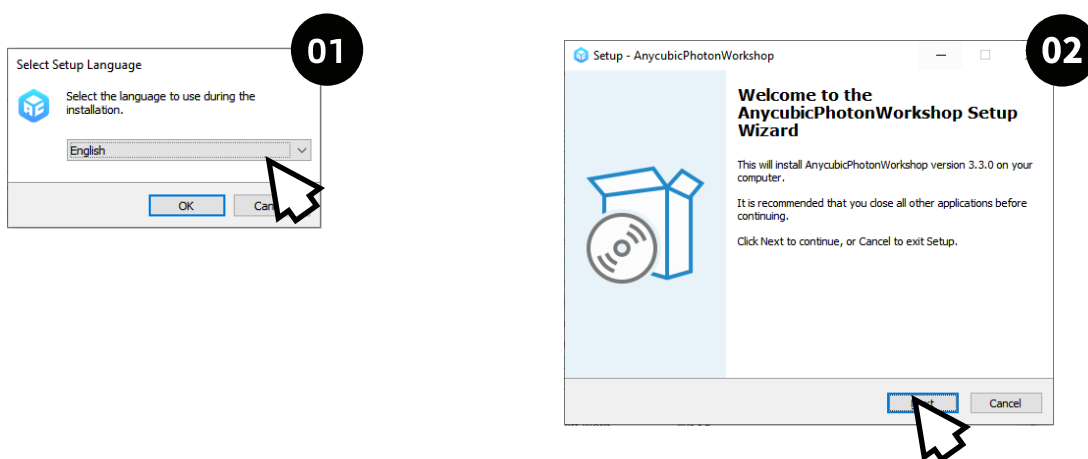 01
Select Setup Language
Select the language to use during the
installation.
English
OK
02
Setup - AnycubicPhotonWorkshop
Welcome to the
AnycubicPhotonWorkshop Setup
Wizard
This will install AnycubicPhotonWorkshop version 3.3.0 on your
computer.
It is recommended that you close all other applications before
continuing.
Click Next to continue, or Cancel to exit Setup.
Cancel